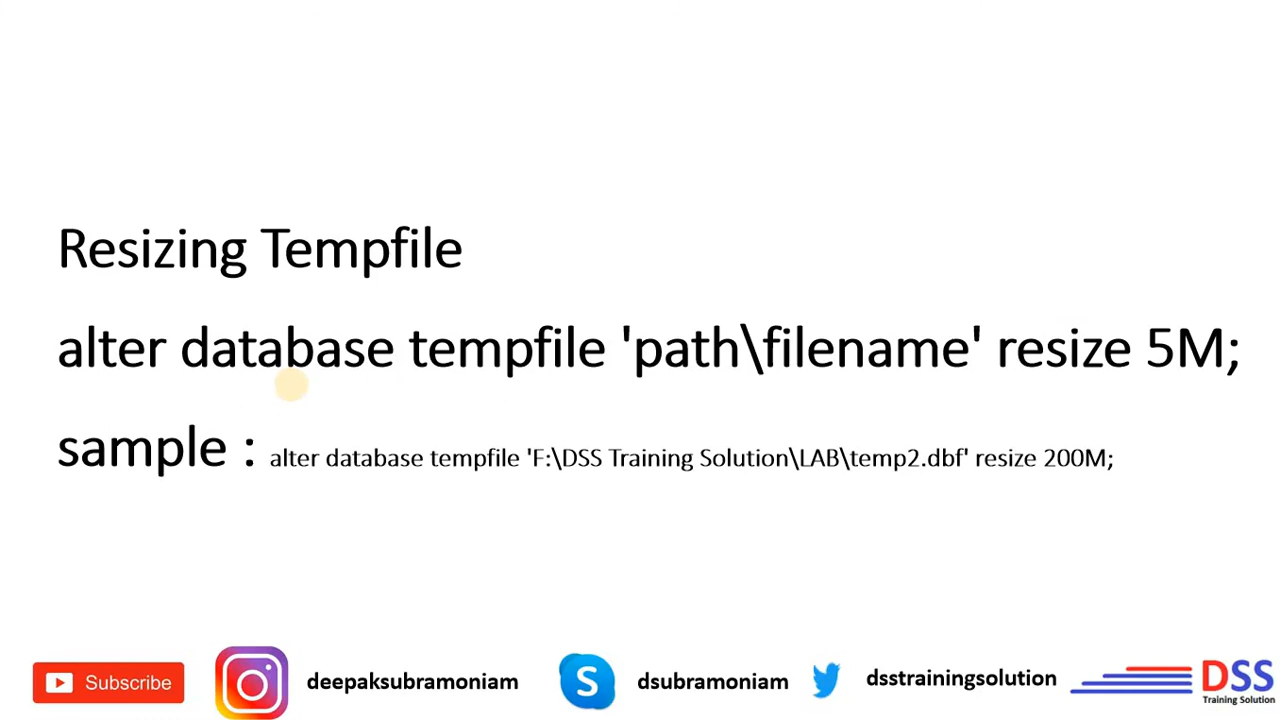 Resizing Tempfile
alter database tempfile 'path\filename' resize 5M;
sample : alter database tempfile 'F:\DSS Training Solution\LAB\temp2.dbf' resize 200M;
Subscribe
deepaksubramoniam
S
dsubramoniam
dsstrainingsolution
DSS
Training Solution